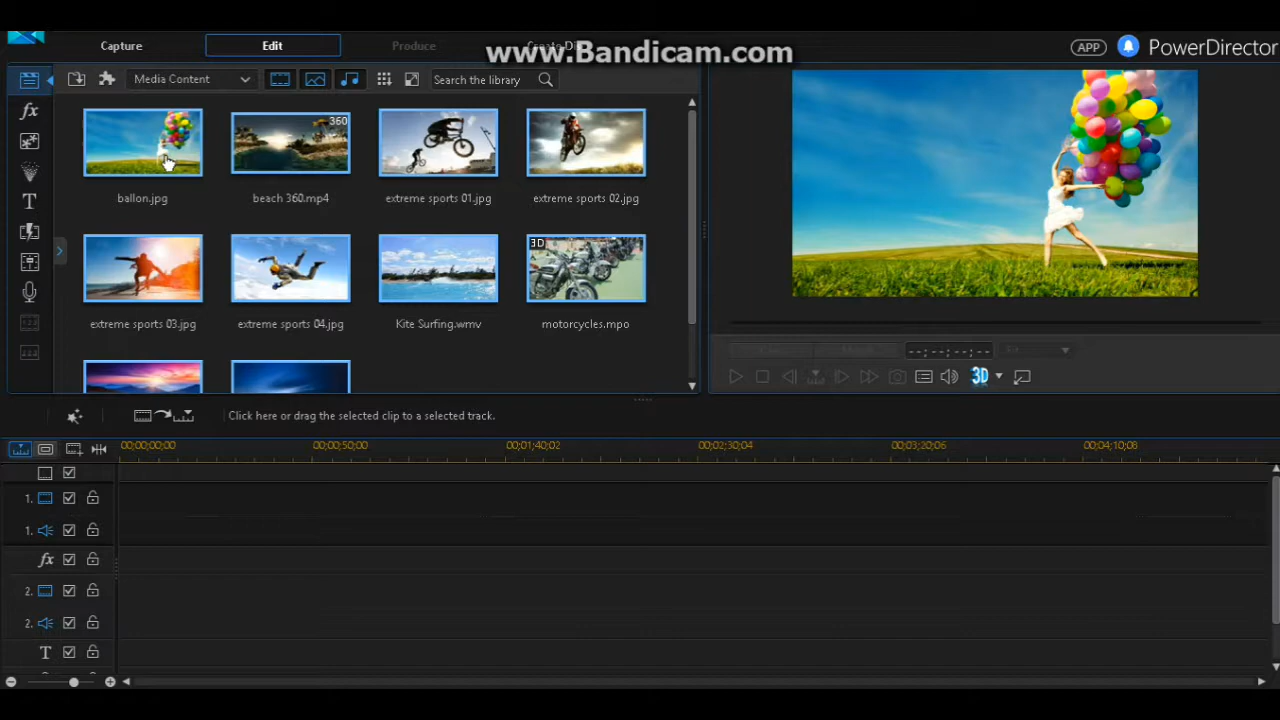 Capture
Edit
Produce
www.Bandicam.com
APP
PowerDirector
Media Content
Search the library
fx
T
360
ballon.jpg
beach 360.mp4
extreme sports 01.jpg
extreme sports 02.jpg
3D
extreme sports 03.jpg
extreme sports 04.jpg
Kite Surfing.wmv
motorcycles.mpo
--;--;--;--
3D
Click here or drag the selected clip to a selected track.
00;00;00;00
00;00;50;00
00;01;40;02
00;02;30;04
00;03;20;06
00;04;10;08
1.
1.
fx
2.
2.
T